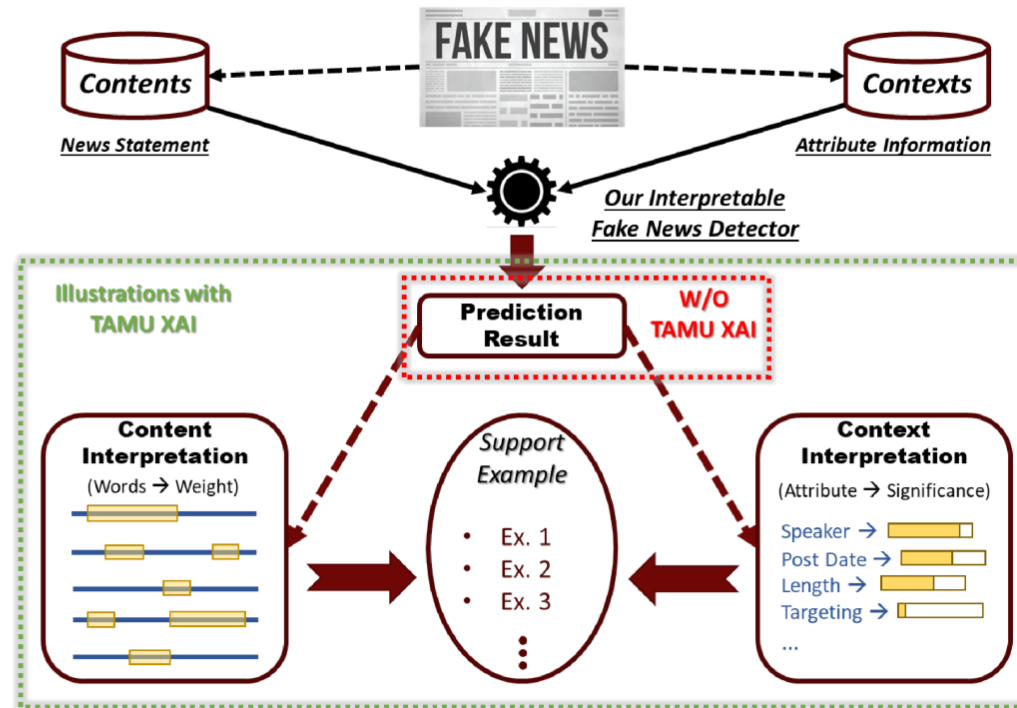 FAKE NEWS
Contents
Contexts
News Statement
Attribute Information
Our Interpretable
Fake News Detector
Illustrations with
TAMU XAI
Prediction
Result
W/O
TAMU XAI
Content
Interpretation
(Words → Weight)
Support
Example
• Ex. 1
• Ex. 2
• Ex. 3
Context
Interpretation
(Attribute → Significance)
Speaker →
Post Date →
Length →
Targeting →
...